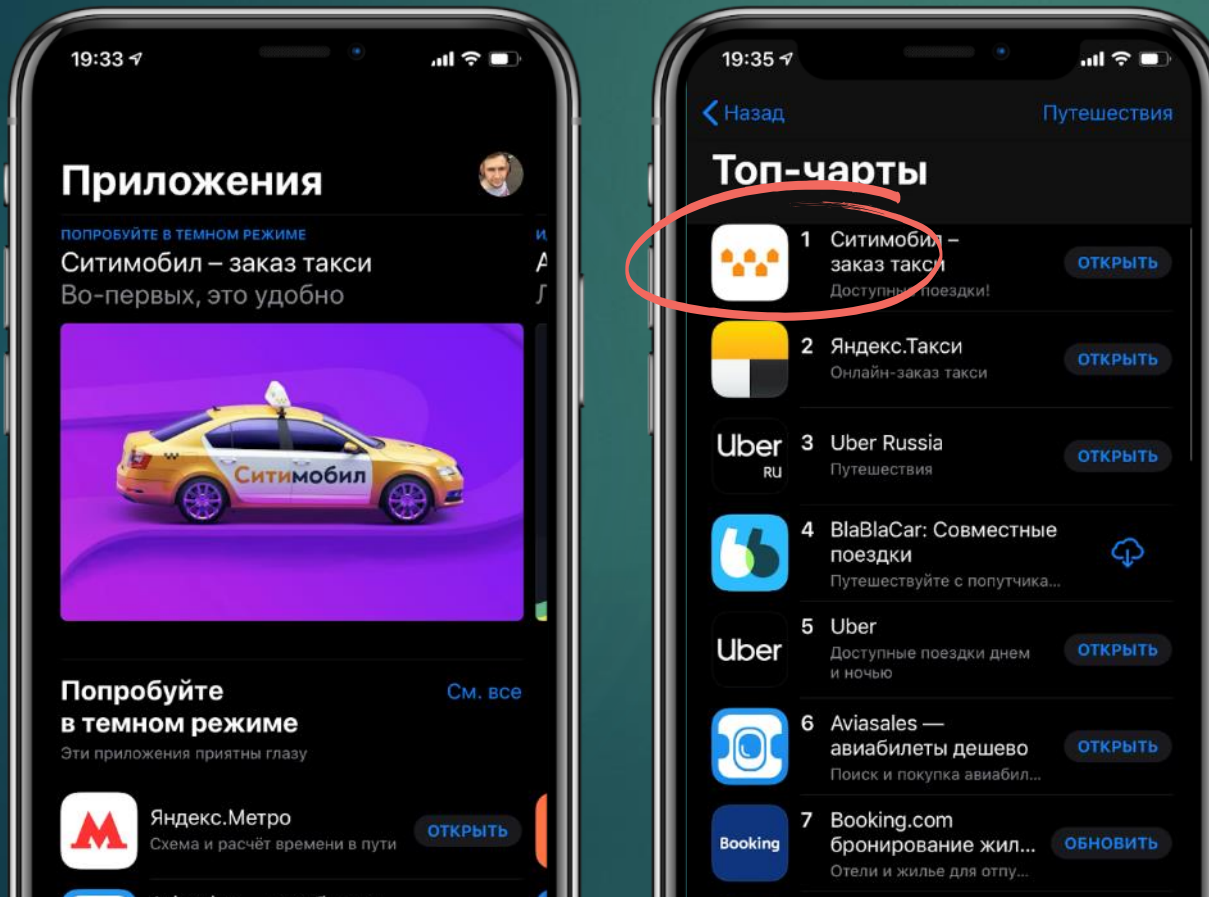 19:33
Приложения
ПОПРОБУЙТЕ В ТЕМНОМ РЕЖИМЕ
Ситимобил – заказ такси
Во-первых, это удобно
Ситимобил
Попробуйте
в темном режиме
См. все
Эти приложения приятны глазу
Яндекс.Метро
Схема и расчёт времени в пути
ОТКРЫТЬ
19:35
Назад
Путешествия
Топ-чарты
1 Ситимобил –
заказ такси
Доступные поездки!
ОТКРЫТЬ
2 Яндекс.Такси
Онлайн-заказ такси
ОТКРЫТЬ
Uber
RU
3 Uber Russia
Путешествия
ОТКРЫТЬ
4 BlaBlaCar: Совместные
поездки
Путешествуйте с попутчика...
Uber
5 Uber
Доступные поездки днем
и ночью
ОТКРЫТЬ
6 Aviasales —
авиабилеты дешево
Поиск и покупка авиабил...
ОТКРЫТЬ
Booking
7 Booking.com
бронирование жил...
Отели и жилье для отпу...
ОБНОВИТЬ